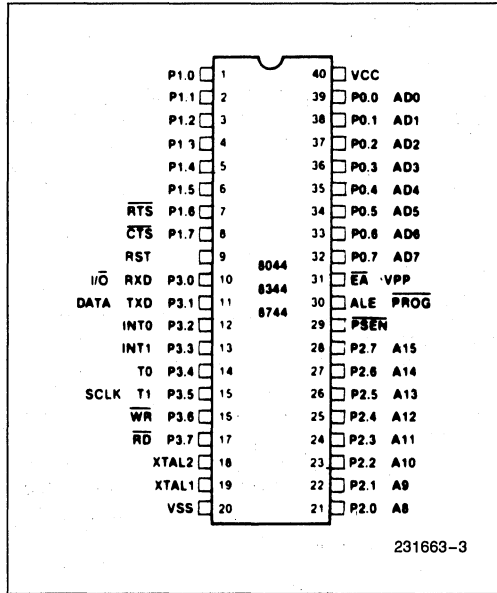 P1.0 1 40 VCC
P1.1 2 39 P0.0 AD0
P1.2 3 38 P0.1 AD1
P1.3 4 37 P0.2 AD2
P1.4 5 36 P0.3 AD3
P1.5 6 35 P0.4 AD4
R̅T̅S̅ P1.6 7 34 P0.5 AD5
C̅T̅S̅ P1.7 8 33 P0.6 AD6
RST 9 32 P0.7 AD7
8044
I/O̅ RXD P3.0 10 31 E̅A̅ VPP
8344
DATA TXD P3.1 11 30 ALE P̅R̅O̅G̅
8744
INT0 P3.2 12 29 P̅S̅E̅N̅
INT1 P3.3 13 28 P2.7 A15
T0 P3.4 14 27 P2.6 A14
SCLK T1 P3.5 15 26 P2.5 A13
W̅R̅ P3.6 16 25 P2.4 A12
R̅D̅ P3.7 17 24 P2.3 A11
XTAL2 18 23 P2.2 A10
XTAL1 19 22 P2.1 A9
VSS 20 21 P2.0 A8
231663-3